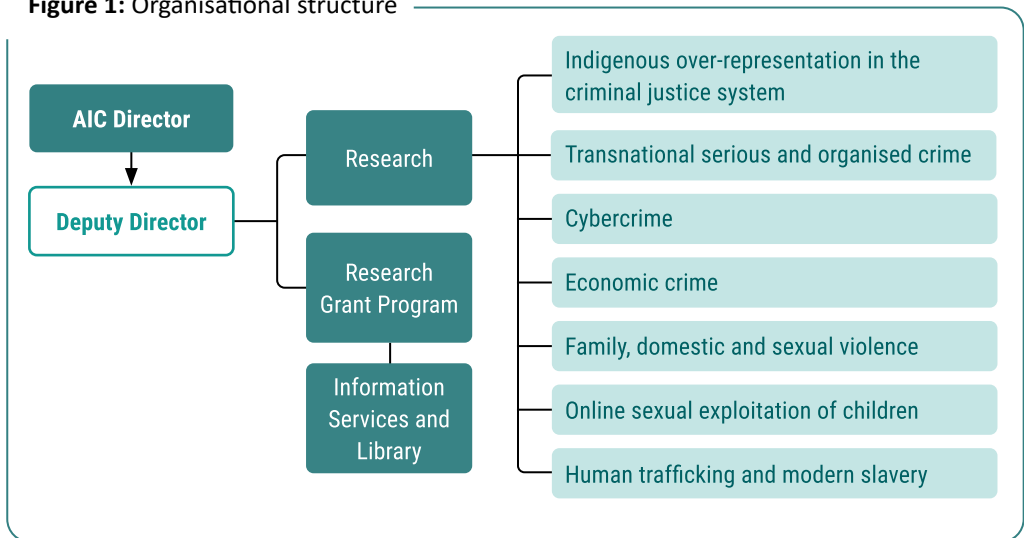 Figure 1: Organisational structure
AIC Director
Deputy Director
Research
Research
Grant Program
Information
Services and
Library
Indigenous over-representation in the
criminal justice system
Transnational serious and organised crime
Cybercrime
Economic crime
Family, domestic and sexual violence
Online sexual exploitation of children
Human trafficking and modern slavery